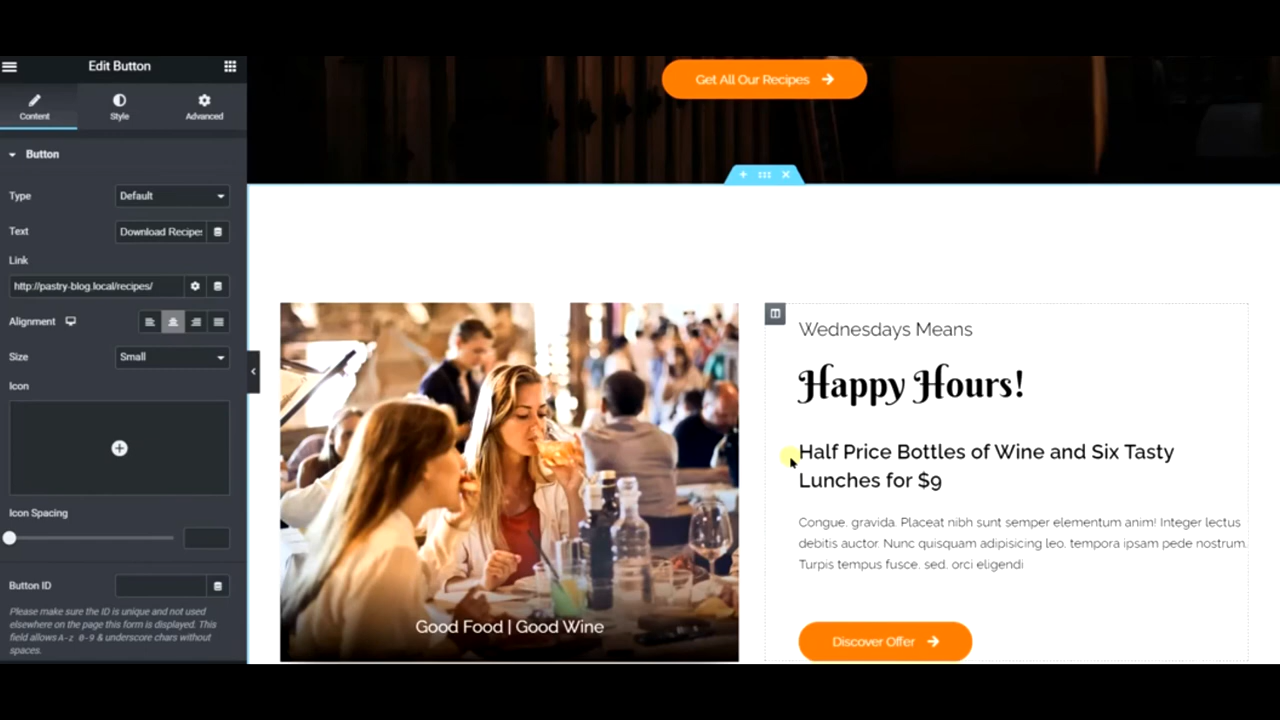 Edit Button
Content
Style
Advanced
Button
Type
Default
Text
Download Recipes
Link
http://pastry-blog.local/recipes/
Alignment
Size
Small
Icon
Icon Spacing
Button ID
Please make sure the ID is unique and not used
elsewhere on the page this form is displayed. This
field allows A-z 0-9 & underscore chars without
spaces.
Get All Our Recipes
Good Food | Good Wine
Wednesdays Means
Happy Hours!
Half Price Bottles of Wine and Six Tasty
Lunches for $9
Congue, gravida. Placeat nibh sunt semper elementum anim! Integer lectus
debitis auctor. Nunc quisquam adipisicing leo, tempora ipsam pede nostrum.
Turpis tempus fusce, sed, orci eligendi
Discover Offer